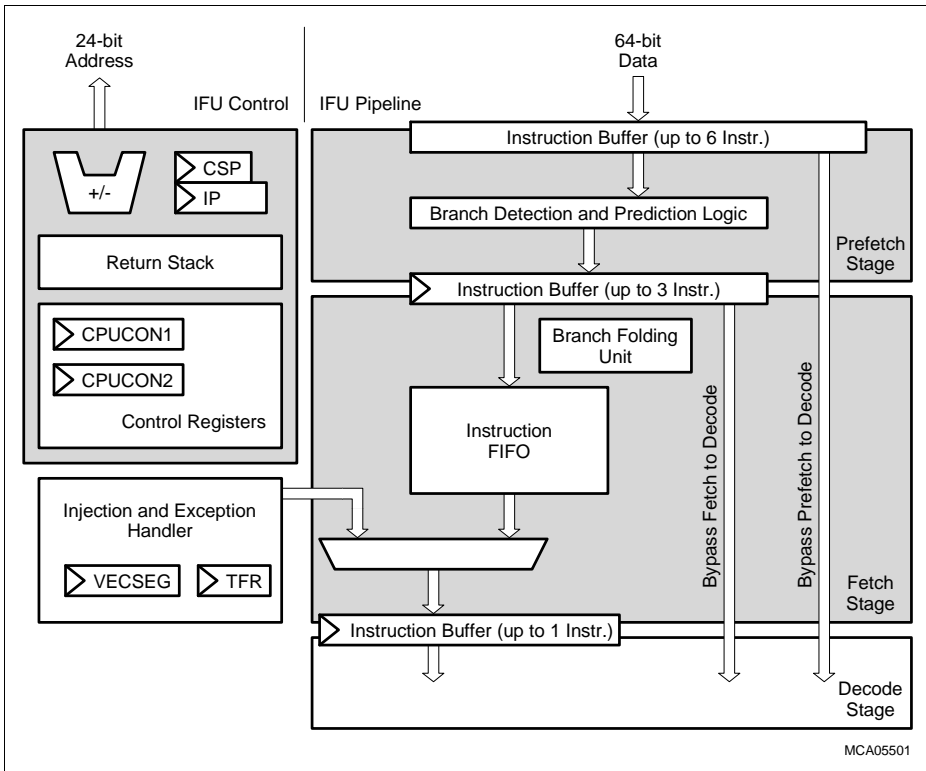 24-bit
Address
64-bit
Data
IFU Control
IFU Pipeline
Instruction Buffer (up to 6 Instr.)
CSP
IP
+/-
Branch Detection and Prediction Logic
Prefetch
Stage
Return Stack
Instruction Buffer (up to 3 Instr.)
CPUCON1
CPUCON2
Control Registers
Branch Folding
Unit
Instruction
FIFO
Bypass Fetch to Decode
Bypass Prefetch to Decode
Injection and Exception
Handler
VECSEG
TFR
Fetch
Stage
Instruction Buffer (up to 1 Instr.)
Decode
Stage
MCA05501